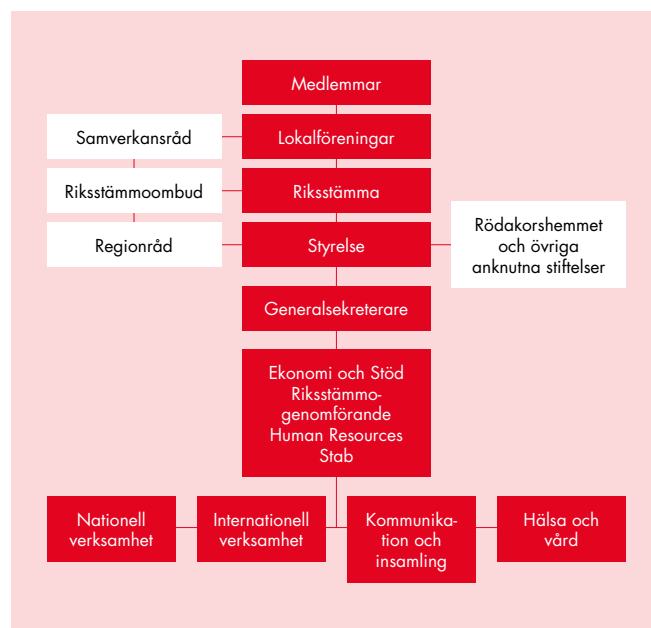 Medlemmar
Samverkansråd
Lokalföreningar
Riksstämmoombud
Riksstämma
Regionråd
Styrelse
Rödakorshemmet
och övriga
anknutna stiftelser
Generalsekreterare
Ekonomi och Stöd
Riksstämmo-
genomförande
Human Resources
Stab
Nationell
verksamhet
Internationell
verksamhet
Kommunika-
tion och
insamling
Hälsa och
vård